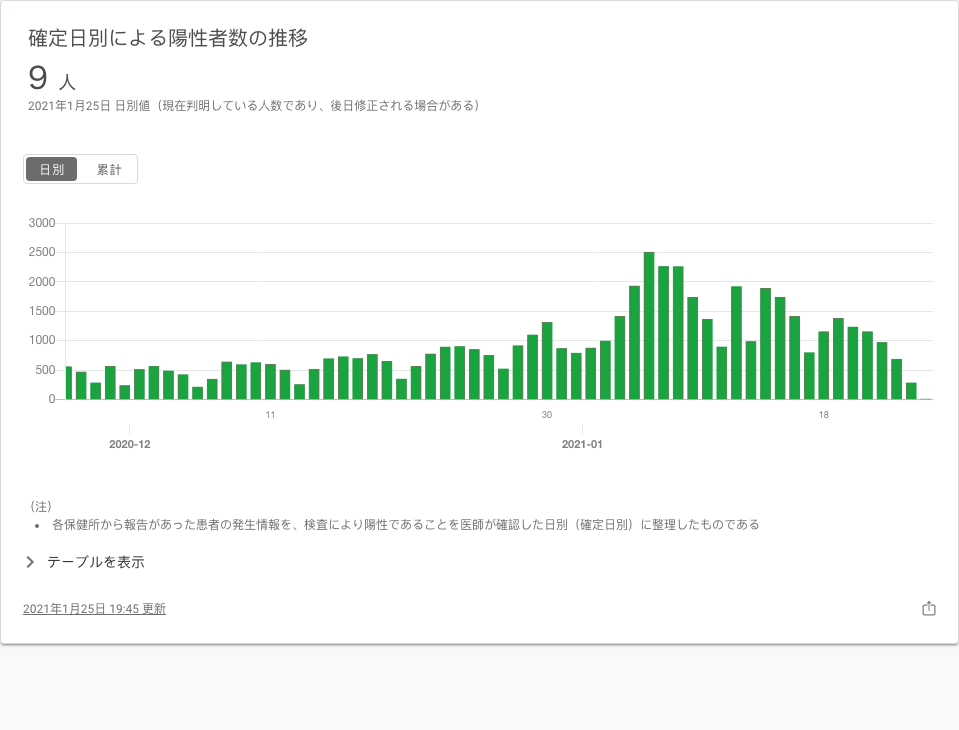 確定日別による陽性者数の推移
9 人
2021年1月25日 日別値（現在判明している人数であり、後日修正される場合がある）
日別 累計
3000
2500
2000
1500
1000
500
0
11 30 18
2020-12 2021-01
（注）
• 各保健所から報告があった患者の発生情報を、検査により陽性であることを医師が確認した日別（確定日別）に整理したものである
テーブルを表示
2021年1月25日 19:45 更新